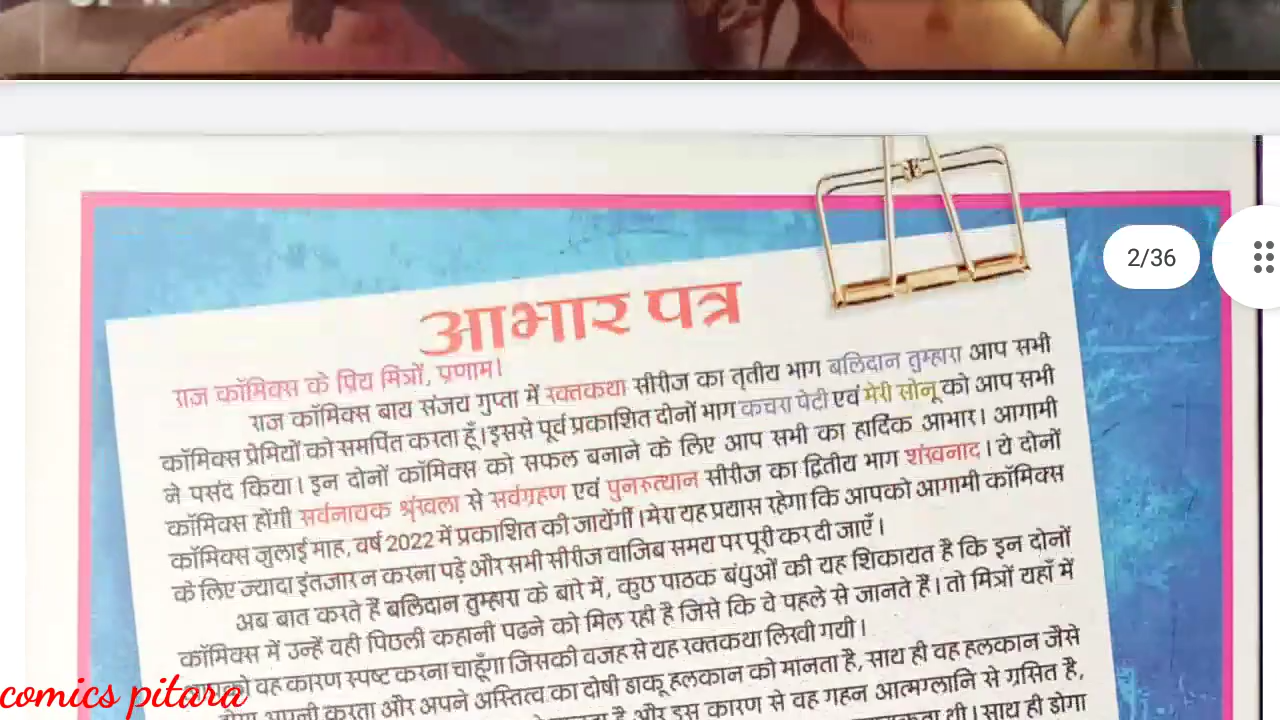 2/36
आभार पत्र
राज कॉमिक्स के प्रिय मित्रों, प्रणाम।
राज कॉमिक्स बाय संजय गुप्ता में रक्तकथा सीरीज का तृतीय भाग बलिदान तुम्हारा आप सभी
कॉमिक्स प्रेमियों को समर्पित करता हूँ। इससे पूर्व प्रकाशित दोनों भाग कचरा पेटी एवं मेरी सोनू को आप सभी
ने पसंद किया। इन दोनों कॉमिक्स को सफल बनाने के लिए आप सभी का हार्दिक आभार। आगामी
कॉमिक्स होंगी सर्वनायक श्रृंखला से सर्वग्रहण एवं पुनरुत्थान सीरीज का द्वितीय भाग शंखनाद। ये दोनों
कॉमिक्स जुलाई माह, वर्ष 2022 में प्रकाशित की जायेंगीं। मेरा यह प्रयास रहेगा कि आपको आगामी कॉमिक्स
के लिए ज्यादा इंतजार न करना पड़े और सभी सीरीज वाजिब समय पर पूरी कर दी जाएँ।
अब बात करते है बलिदान तुम्हारा के बारे में, कुछ पाठक बंधुओं की यह शिकायत है कि इन दोनों
कॉमिक्स में उन्हें वही पिछली कहानी पढने को मिल रही है जिसे कि वे पहले से जानते हैं। तो मित्रों यहाँ में
वह कारण स्पष्ट करना चाहूँगा जिसकी वजह से यह रक्तकथा लिखी गयी।
अपनी क्रूरता और अपने अस्तित्व का दोषी डाकू हलकान को मानता है, साथ ही वह हलकान जैसे
है और इस कारण से वह गहन आत्मग्लानि से ग्रसित है,
थी। साथ ही डोगा
comics pitara